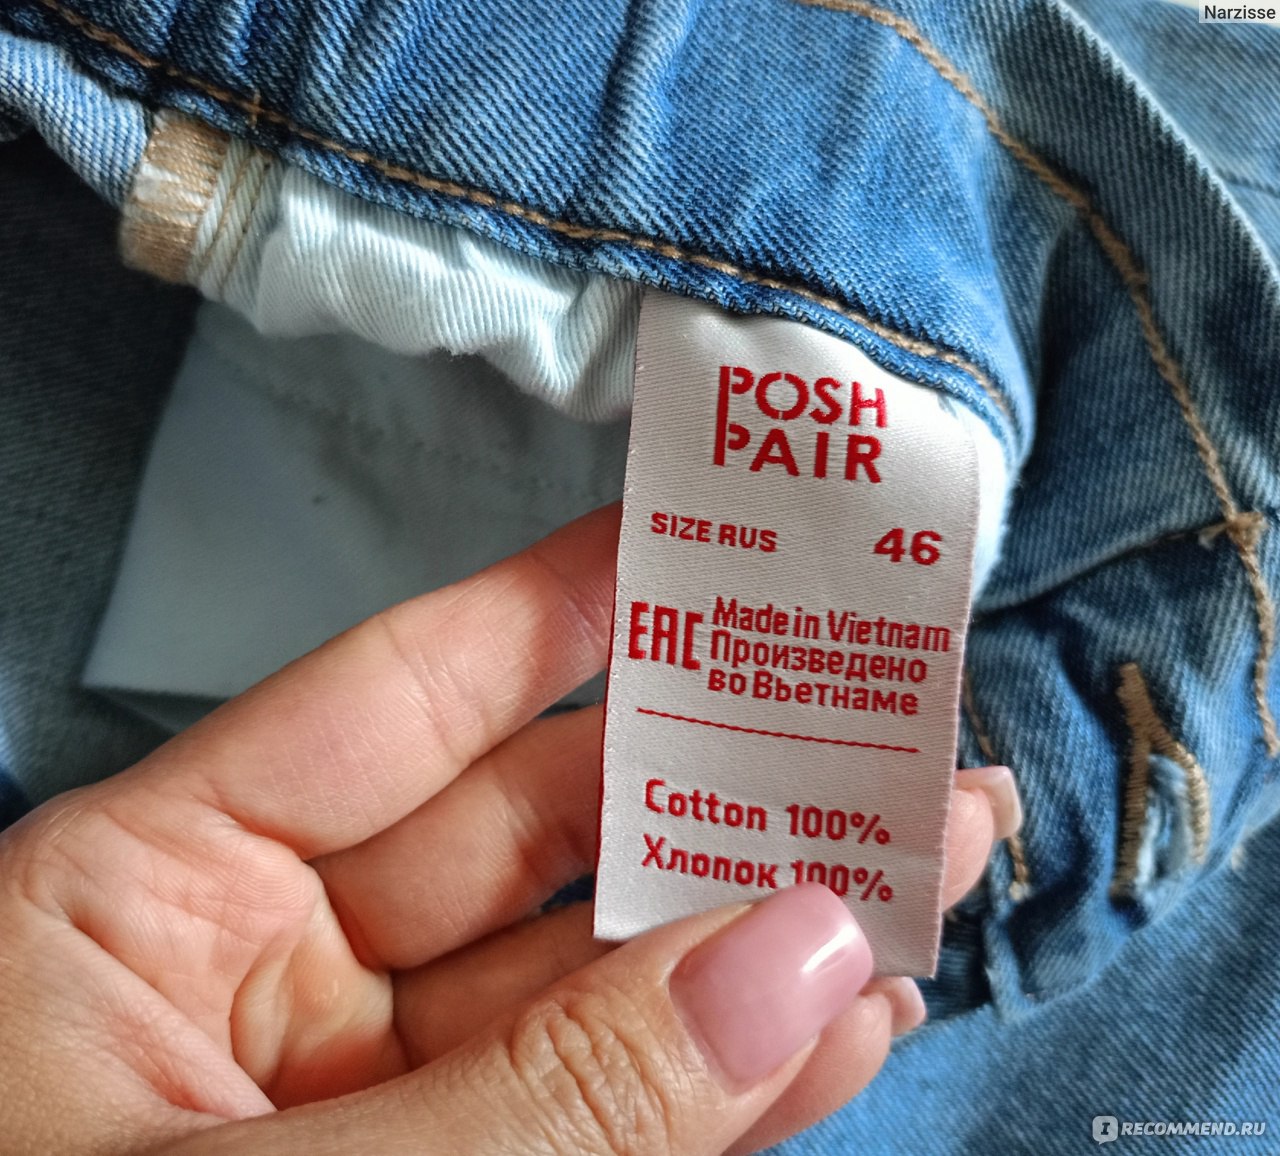 Narzisse
POSH
PAIR
SIZE RUS 46
EAC Made in Vietnam
Произведено
во Вьетнаме
Cotton 100%
Хлопок 100%
I RECOMMEND.RU